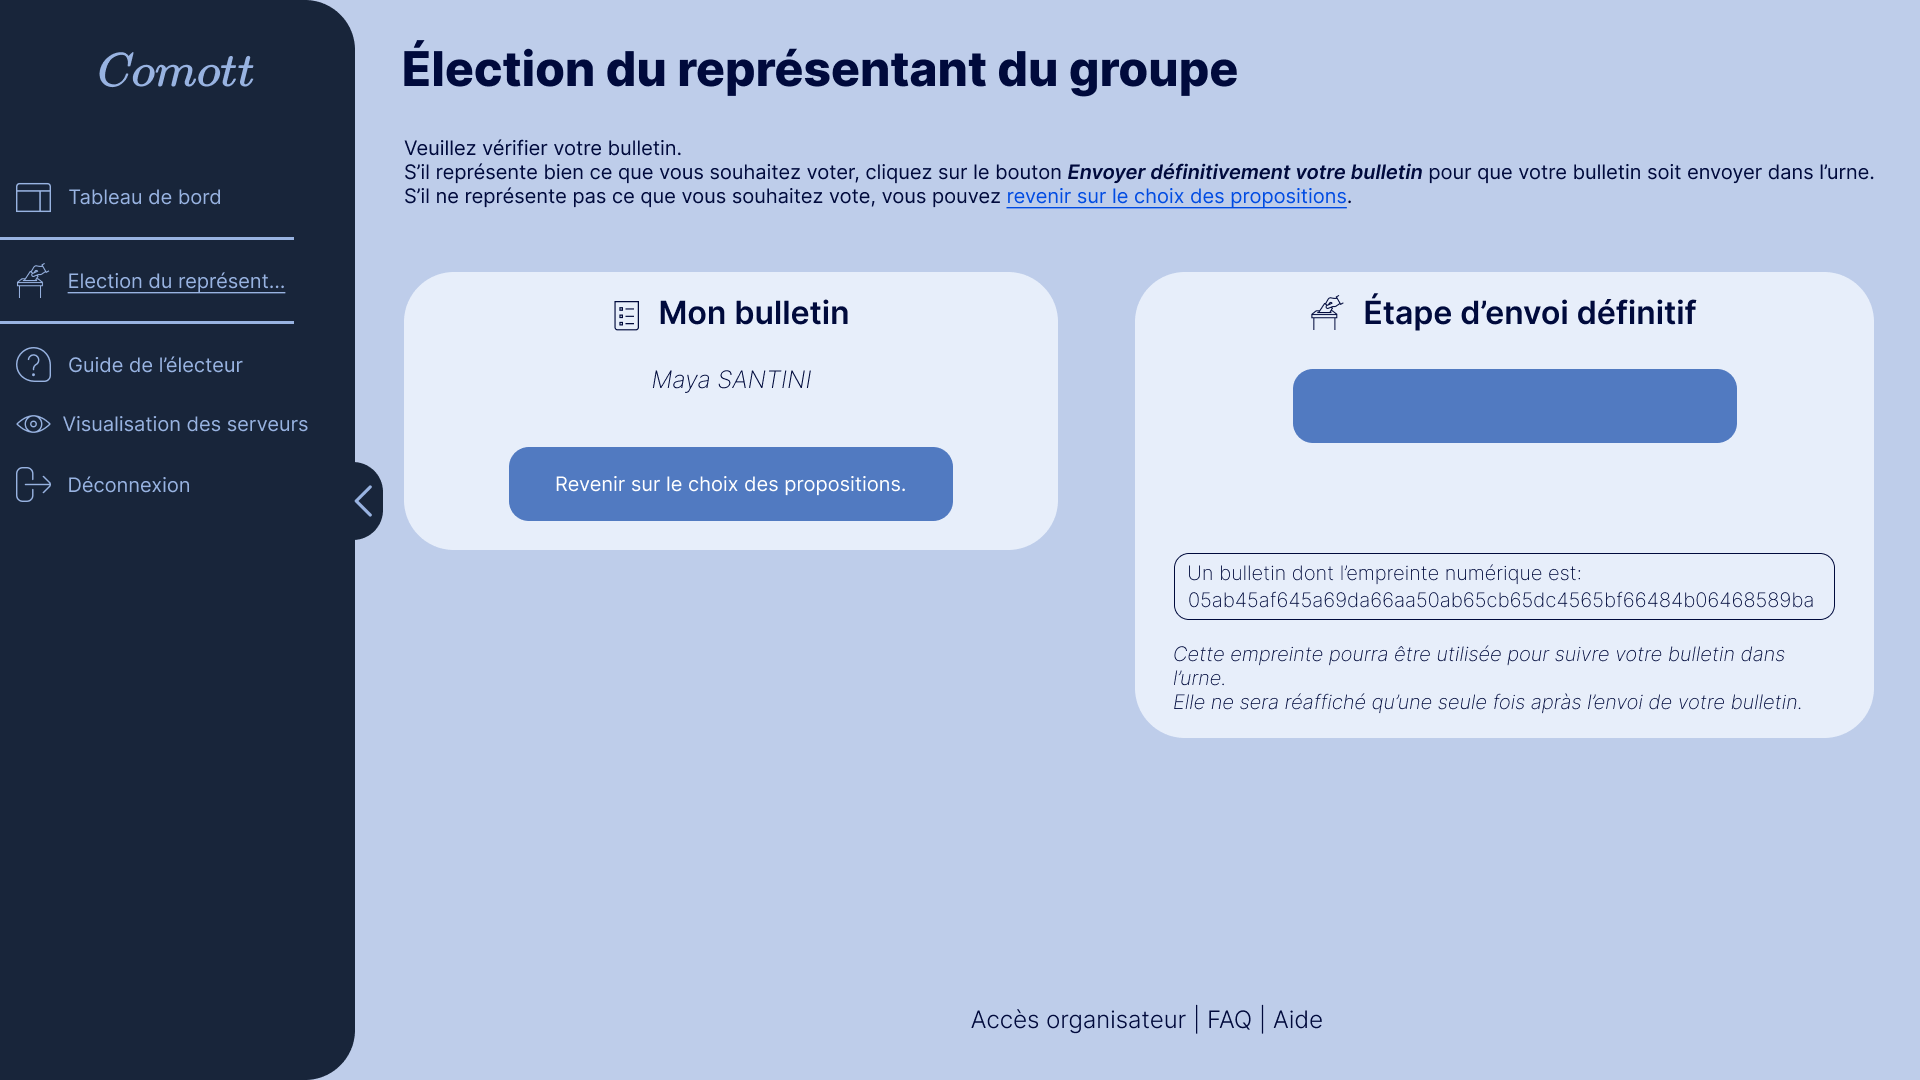 Comott
Tableau de bord
Election du représent...
Guide de l’électeur
Visualisation des serveurs
Déconnexion
Élection du représentant du groupe
Veuillez vérifier votre bulletin.
S’il représente bien ce que vous souhaitez voter, cliquez sur le bouton Envoyer définitivement votre bulletin pour que votre bulletin soit envoyer dans l’urne.
S’il ne représente pas ce que vous souhaitez vote, vous pouvez revenir sur le choix des propositions.
Mon bulletin
Maya SANTINI
Revenir sur le choix des propositions.
Étape d’envoi définitif
Un bulletin dont l’empreinte numérique est:
05ab45af645a69da66aa50ab65cb65dc4565bf66484b06468589ba
Cette empreinte pourra être utilisée pour suivre votre bulletin dans
l’urne.
Elle ne sera réaffiché qu’une seule fois apràs l’envoi de votre bulletin.
Accès organisateur | FAQ | Aide